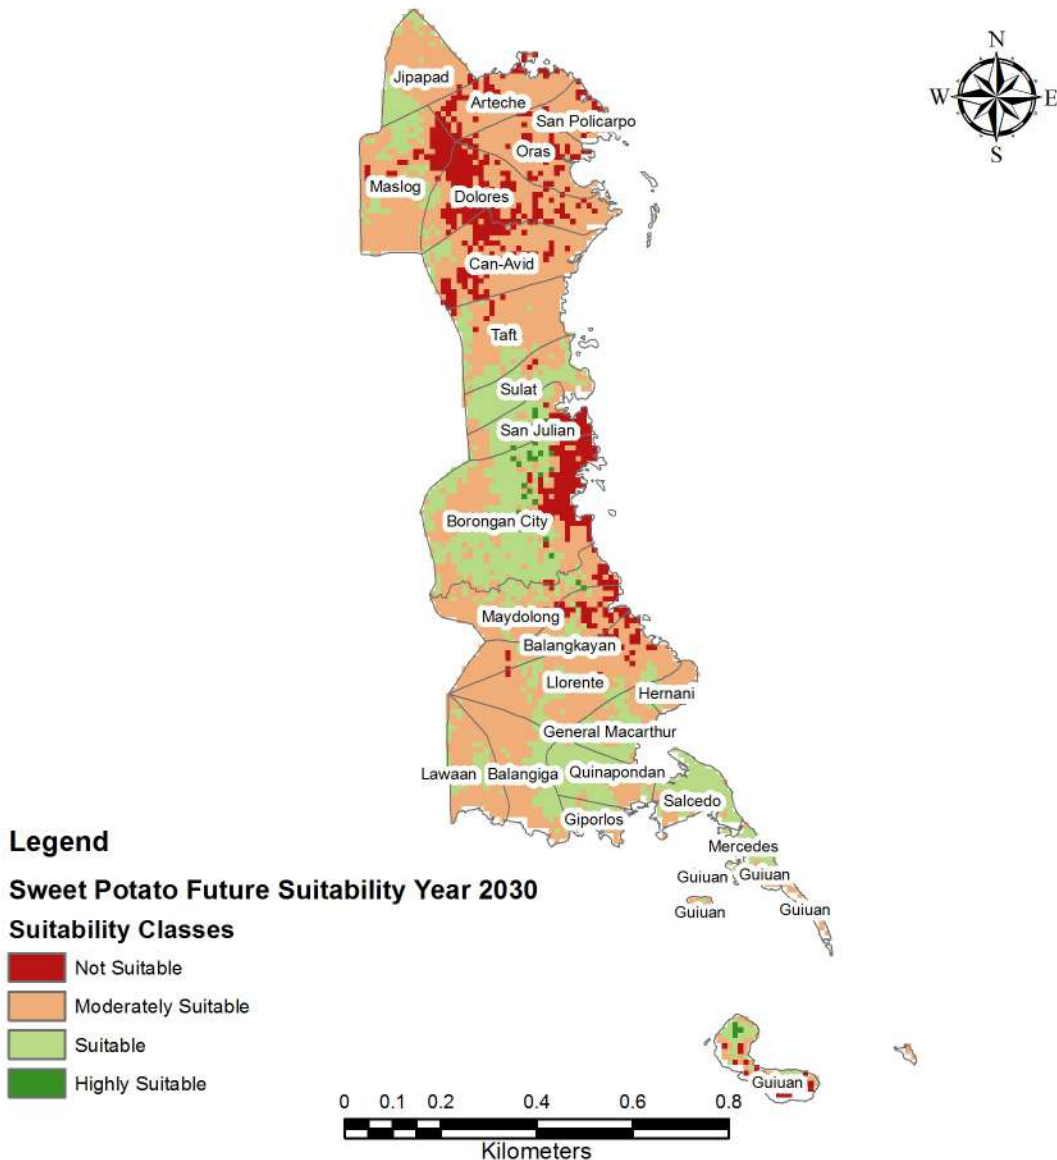 N
W E
S
Jipapad
Arteche
San Policarpo
Oras
Maslog
Dolores
Can-Avid
Taft
Sulat
San Julian
Borongan City
Maydolong
Balangkayan
Llorente
Hernani
General Macarthur
Lawaan
Balangiga
Quinapondan
Salcedo
Giporlos
Mercedes
Guiuan
Guiuan
Guiuan
Guiuan
Guiuan
Legend
Sweet Potato Future Suitability Year 2030
Suitability Classes
Not Suitable
Moderately Suitable
Suitable
Highly Suitable
0 0.1 0.2 0.4 0.6 0.8
Kilometers